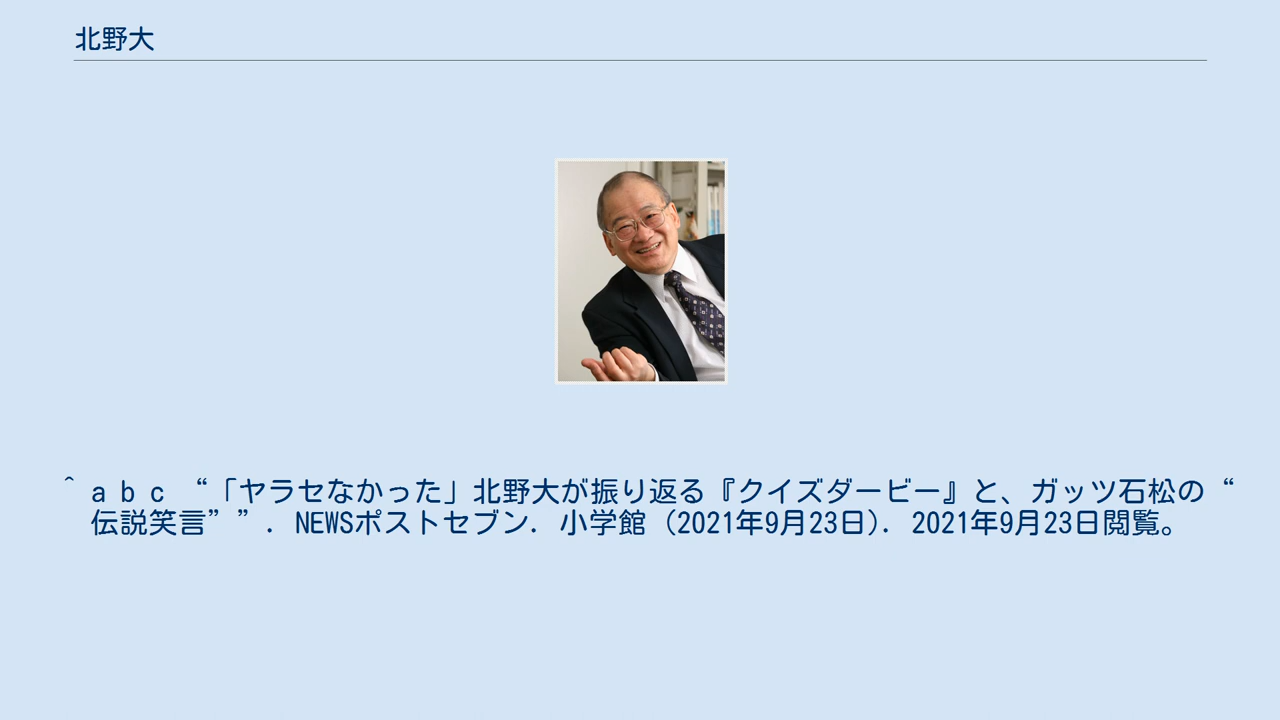 北野大
^ a b c “「ヤラセなかった」北野大が振り返る『クイズダービー』と、ガッツ石松の“
伝説笑言””. NEWSポストセブン. 小学館 (2021年9月23日). 2021年9月23日閲覧。